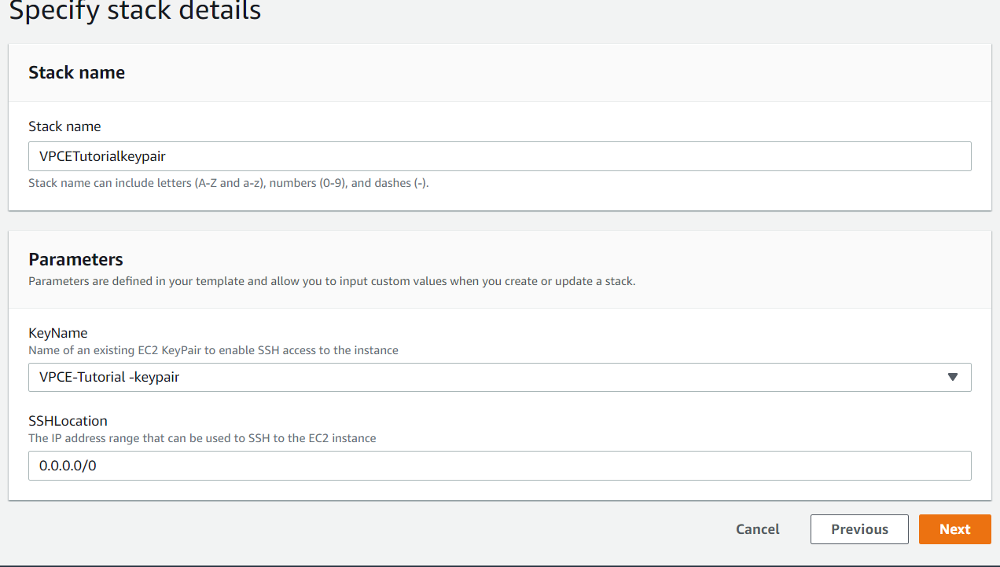 Specify stack details
Stack name
Stack name
VPCETutorialkeypair
Stack name can include letters (A-Z and a-z), numbers (0-9), and dashes (-).
Parameters
Parameters are defined in your template and allow you to input custom values when you create or update a stack.
KeyName
Name of an existing EC2 KeyPair to enable SSH access to the instance
VPCE-Tutorial -keypair
SSHLocation
The IP address range that can be used to SSH to the EC2 instance
0.0.0.0/0
Cancel Previous Next